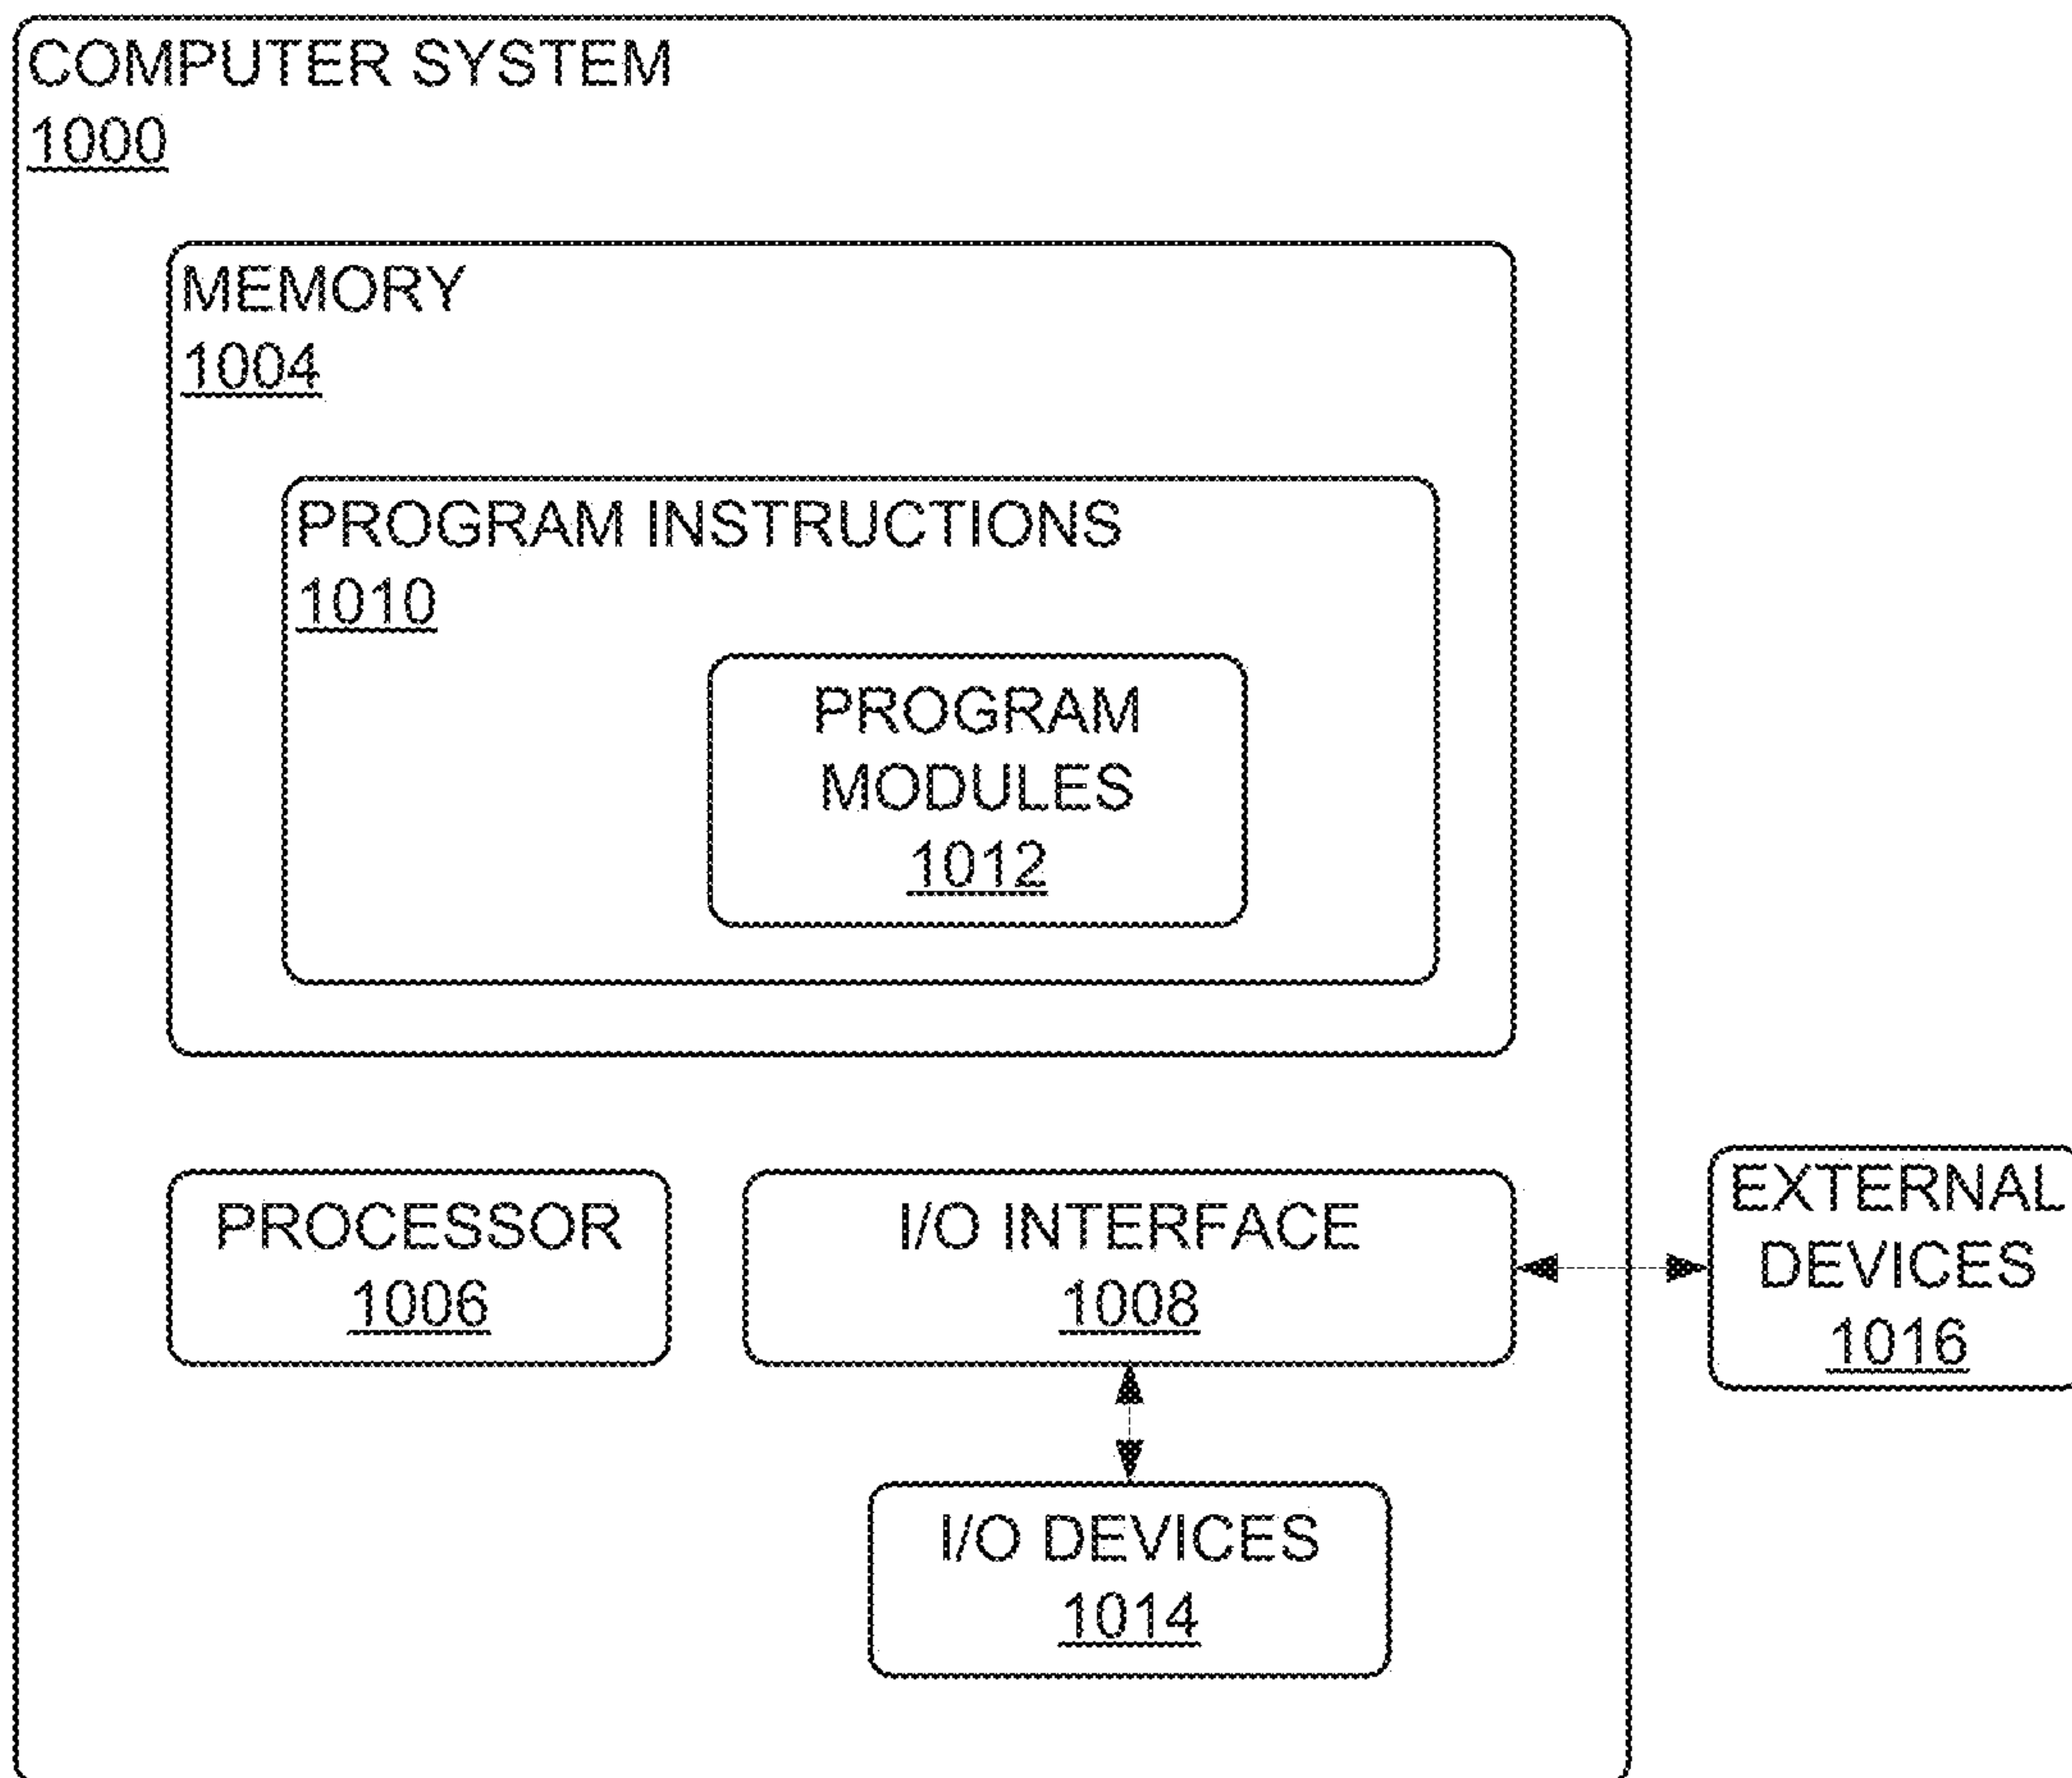 COMPUTER SYSTEM
1000
MEMORY
1004
PROGRAM INSTRUCTIONS
1010
PROGRAM
MODULES
1012
PROCESSOR
1006
I/O INTERFACE
1008
EXTERNAL
DEVICES
1016
I/O DEVICES
1014